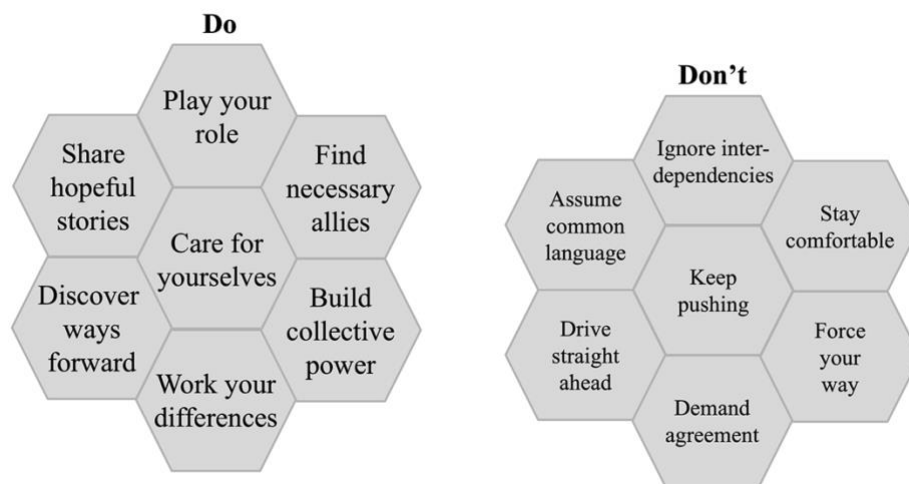 Do
Play your
role
Share
hopeful
stories
Find
necessary
allies
Care for
yourselves
Discover
ways
forward
Build
collective
power
Work your
differences
Don’t
Ignore inter-
dependencies
Assume
common
language
Stay
comfortable
Keep
pushing
Drive
straight
ahead
Force
your
way
Demand
agreement